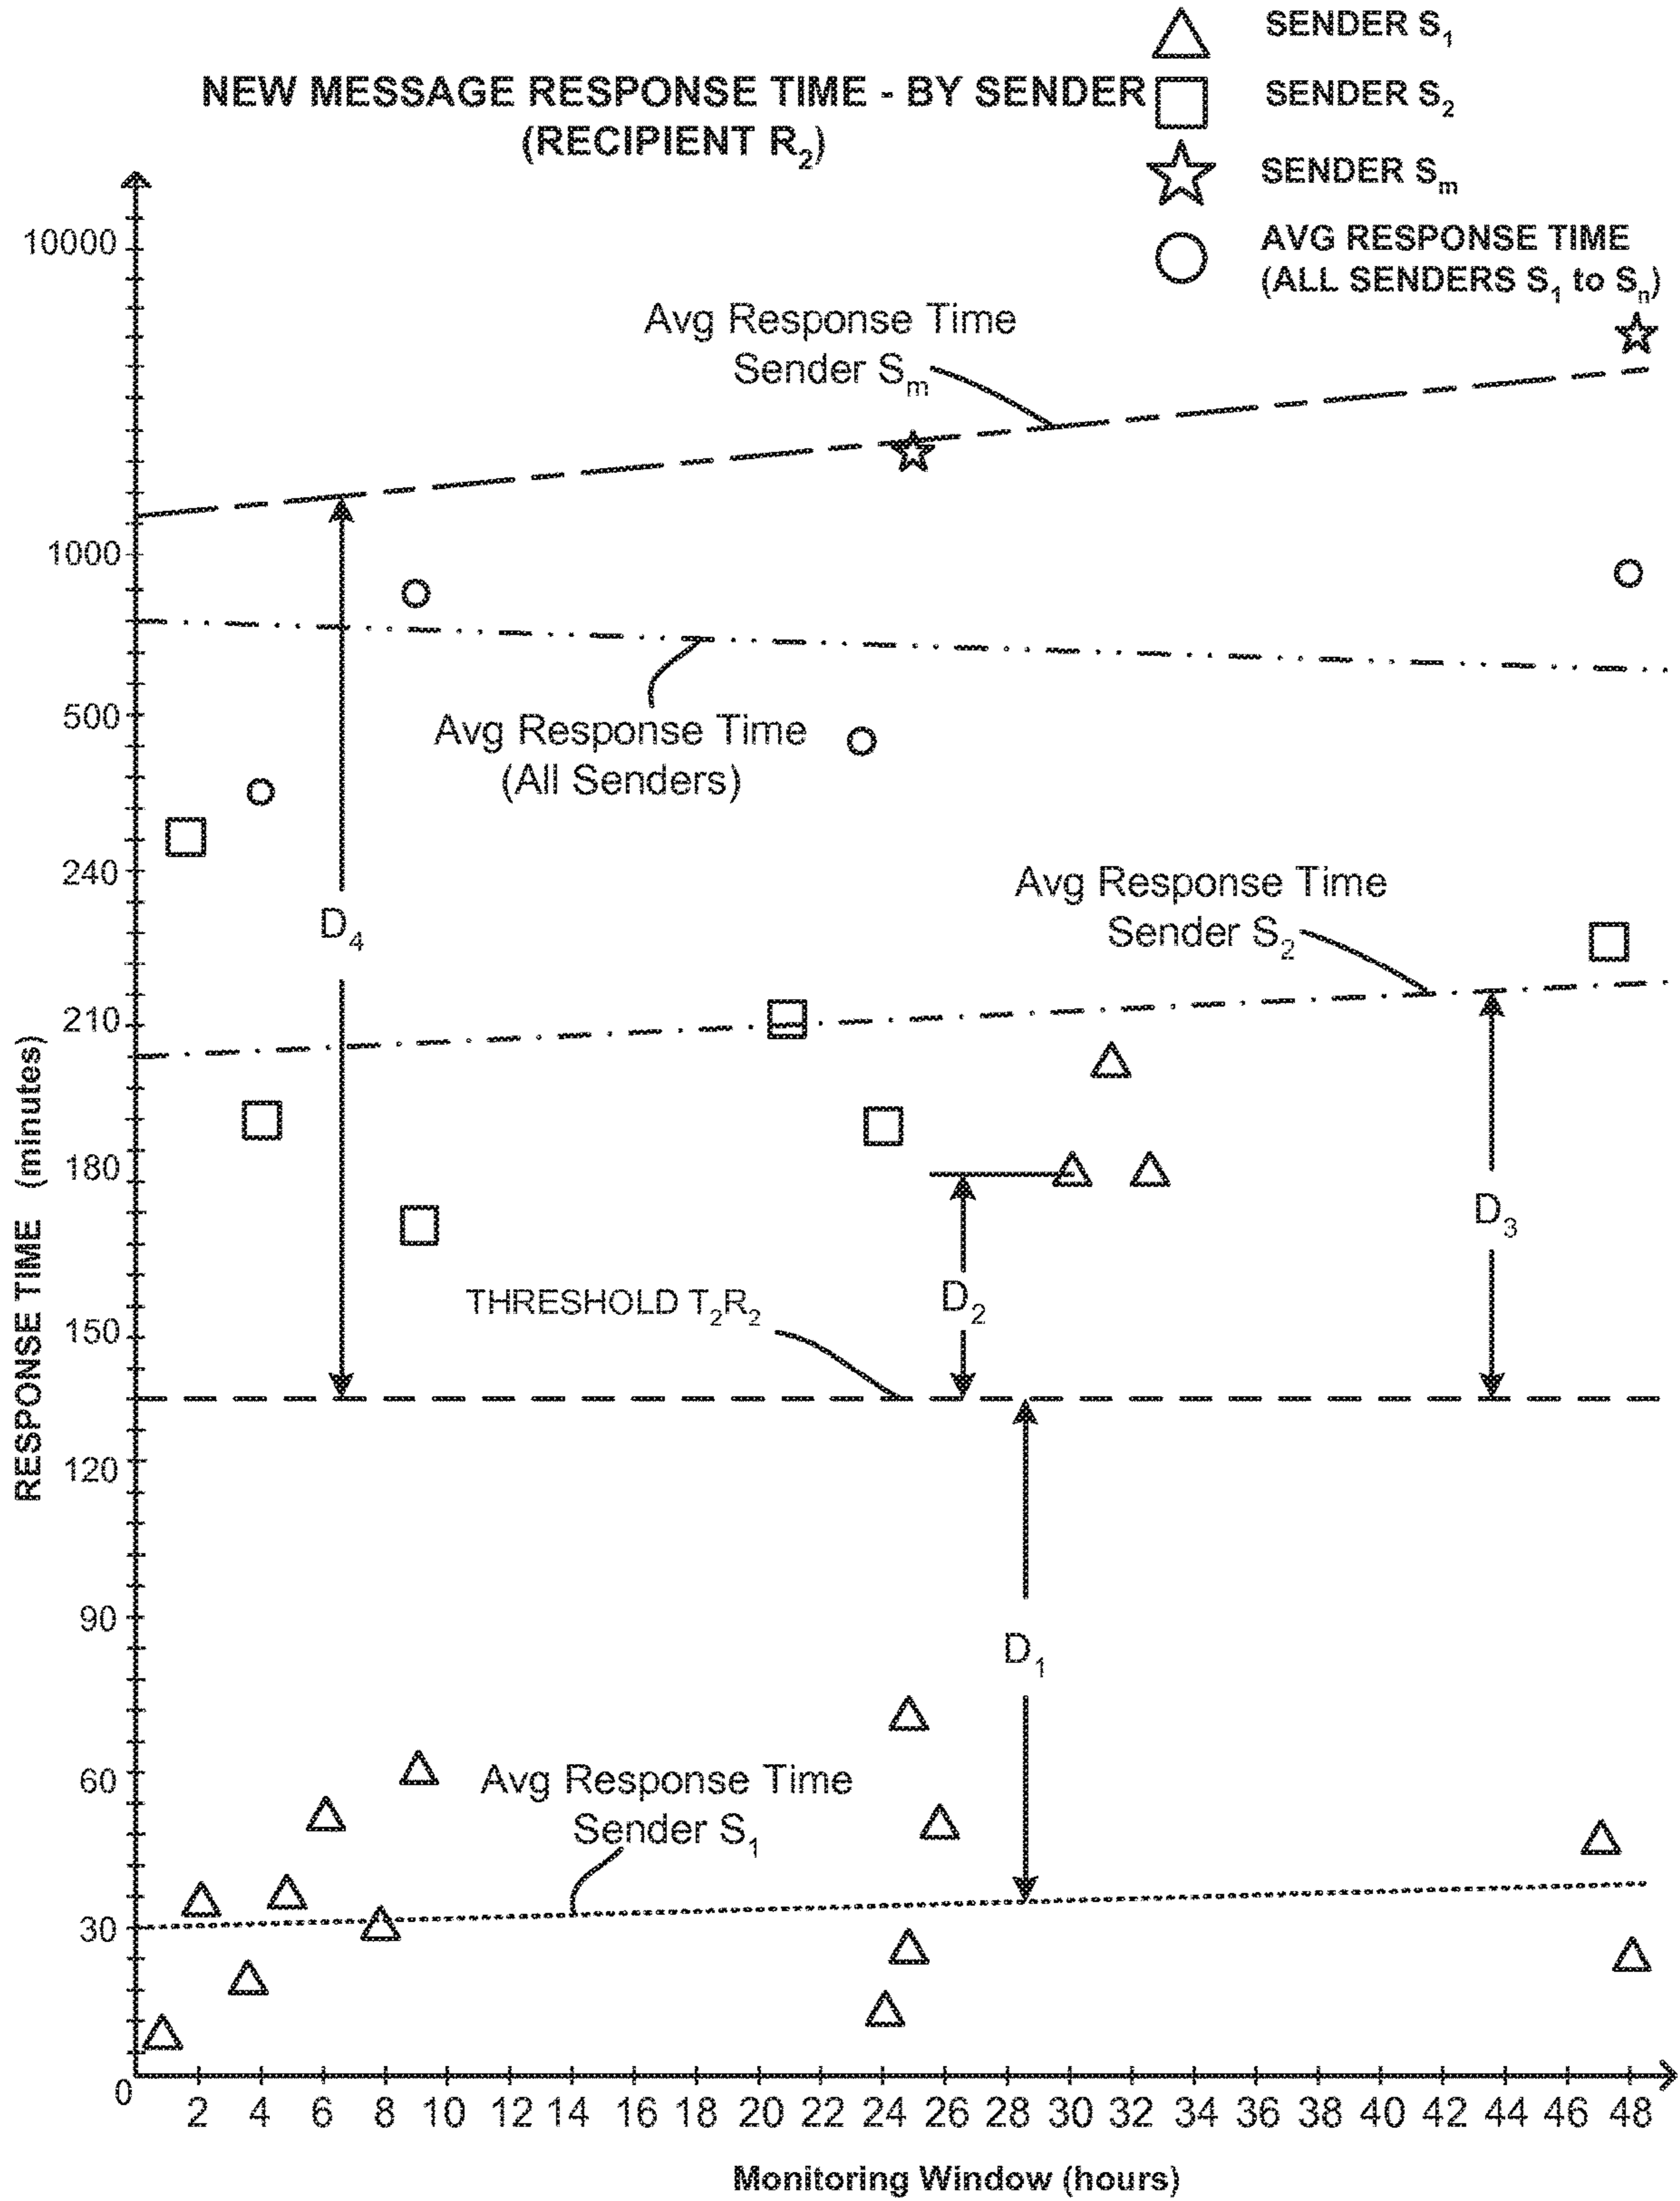 SENDER S1
NEW MESSAGE RESPONSE TIME - BY SENDER
(RECIPIENT R2)
SENDER S2
SENDER Sm
AVG RESPONSE TIME
(ALL SENDERS S1 to Sn)
10000
Avg Response Time
Sender Sm
1000
500
Avg Response Time
(All Senders)
240
Avg Response Time
Sender S2
D4
210
180
D3
D2
THRESHOLD T2R2
150
120
90
D1
60
Avg Response Time
Sender S1
30
0
RESPONSE TIME (minutes)
2 4 6 8 10 12 14 16 18 20 22 24 26 28 30 32 34 36 38 40 42 44 46 48
Monitoring Window (hours)